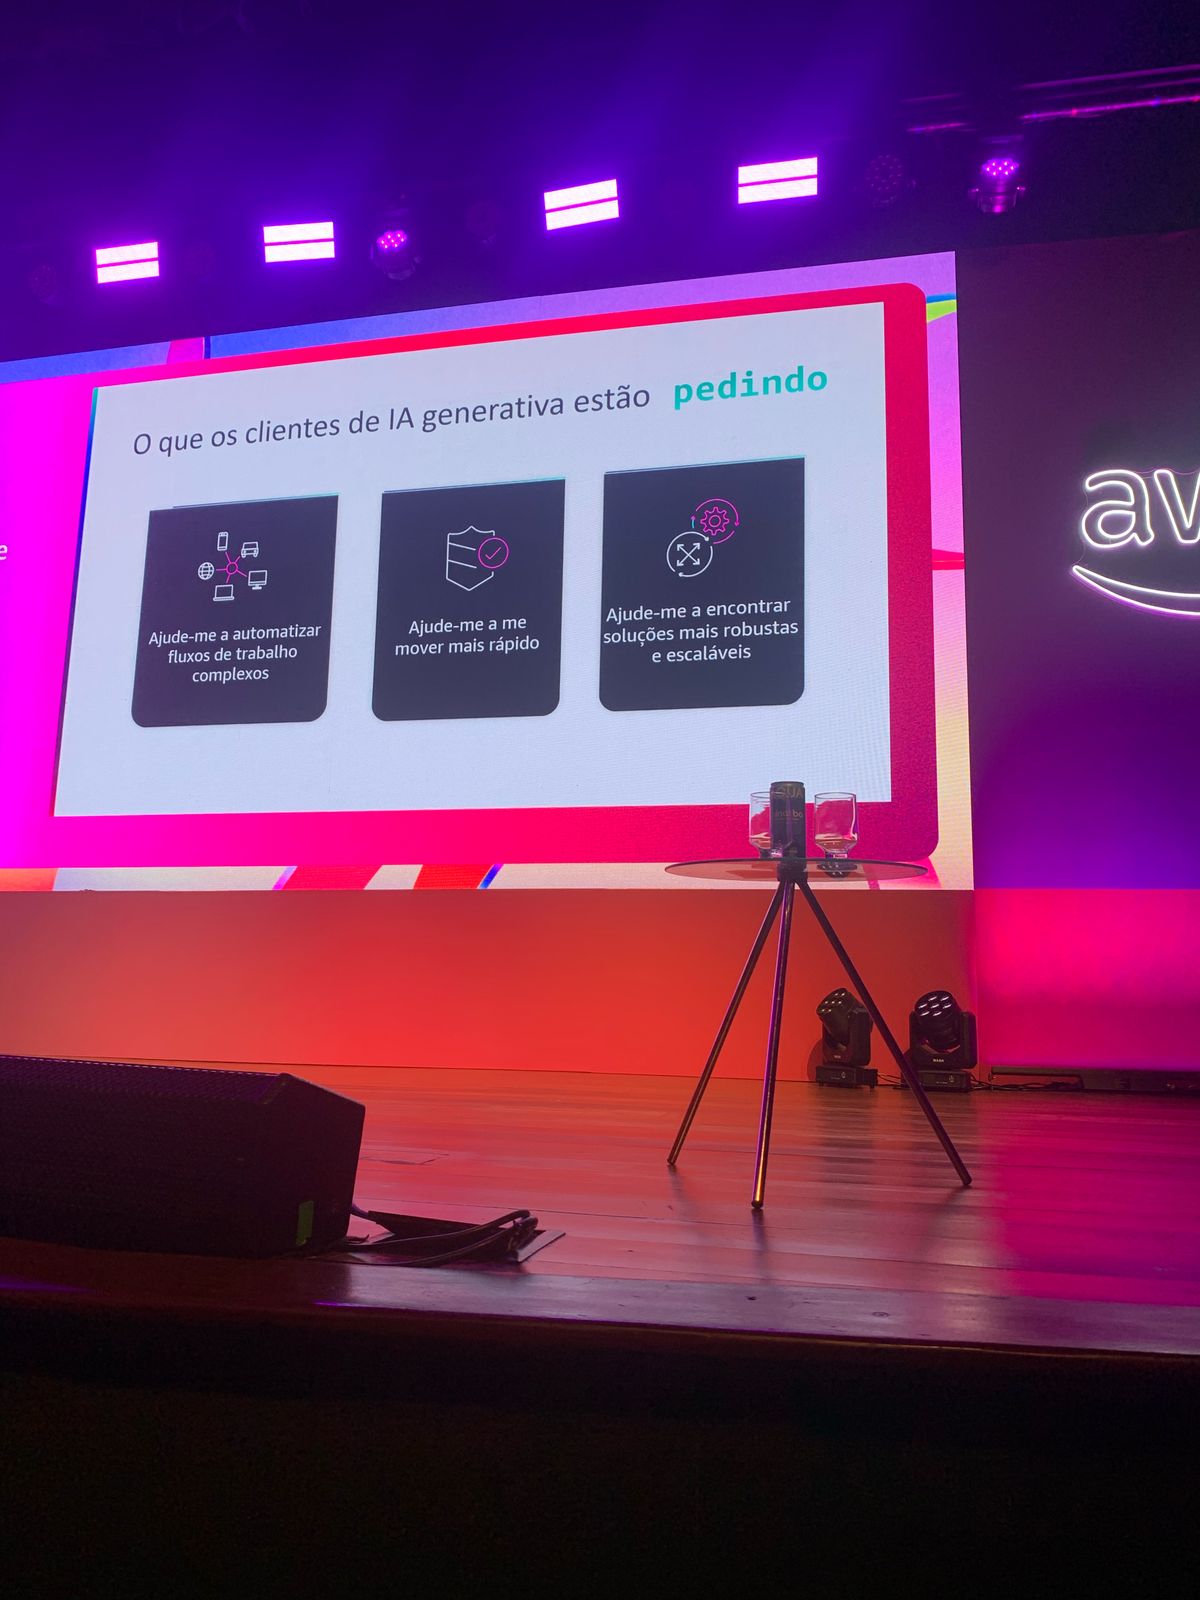 O que os clientes de IA generativa estão pedindo
Ajude-me a automatizar
fluxos de trabalho
complexos
Ajude-me a me
mover mais rápido
Ajude-me a encontrar
soluções mais robustas
e escaláveis